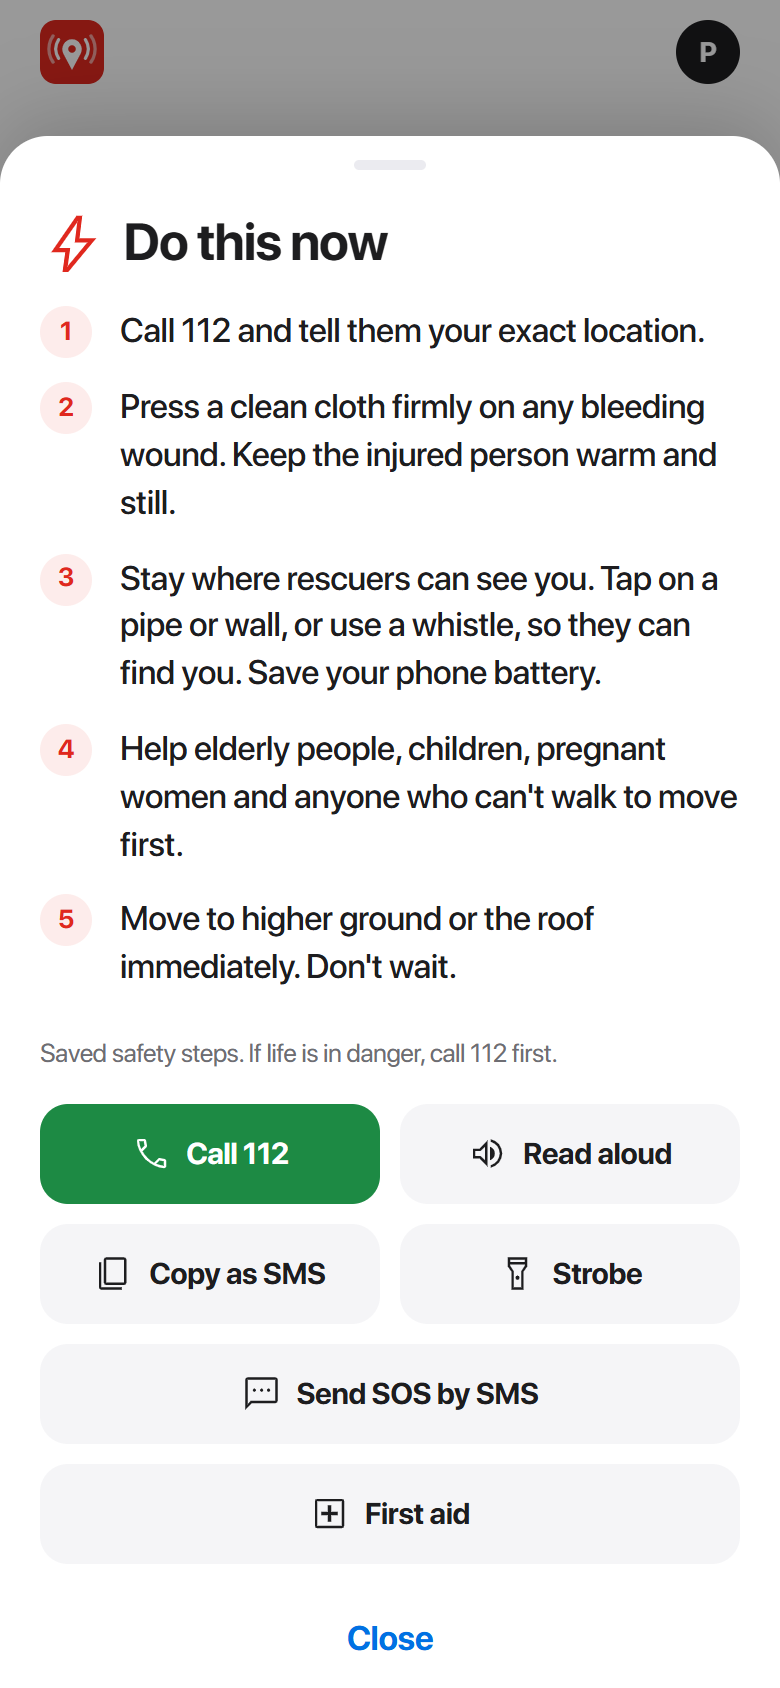 P
Do this now
1
Call 112 and tell them your exact location.
2
Press a clean cloth firmly on any bleeding
wound. Keep the injured person warm and
still.
3
Stay where rescuers can see you. Tap on a
pipe or wall, or use a whistle, so they can
find you. Save your phone battery.
4
Help elderly people, children, pregnant
women and anyone who can't walk to move
first.
5
Move to higher ground or the roof
immediately. Don't wait.
Saved safety steps. If life is in danger, call 112 first.
Call 112
Read aloud
Copy as SMS
Strobe
Send SOS by SMS
First aid
Close